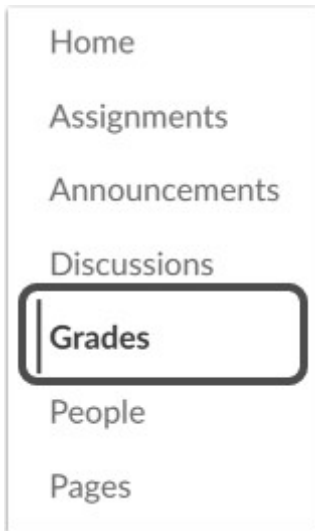 Home
Assignments
Announcements
Discussions
Grades
People
Pages